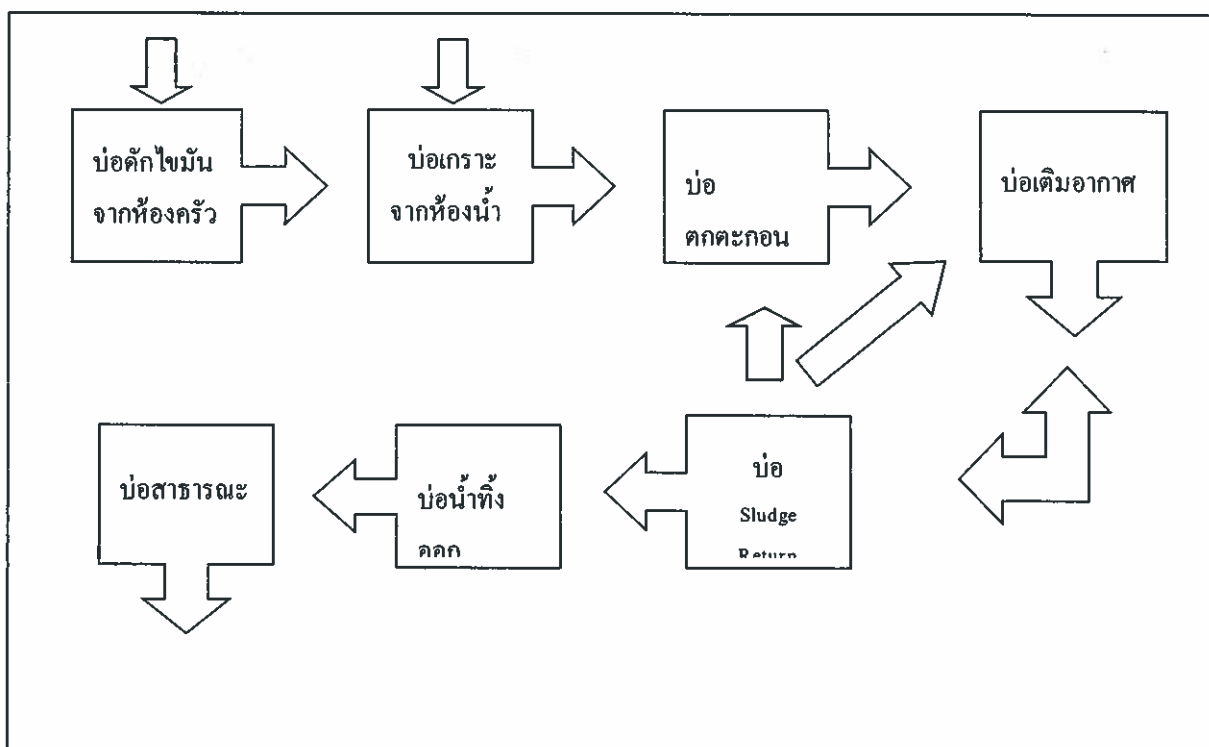 บ่อดักไขมัน
จากห้องครัว
บ่อเกราะ
จากห้องน้ำ
บ่อ
ตกตะกอน
บ่อเติมอากาศ
บ่อสาธารณะ
บ่อน้ำทิ้ง
บ่อ
Sludge
Return